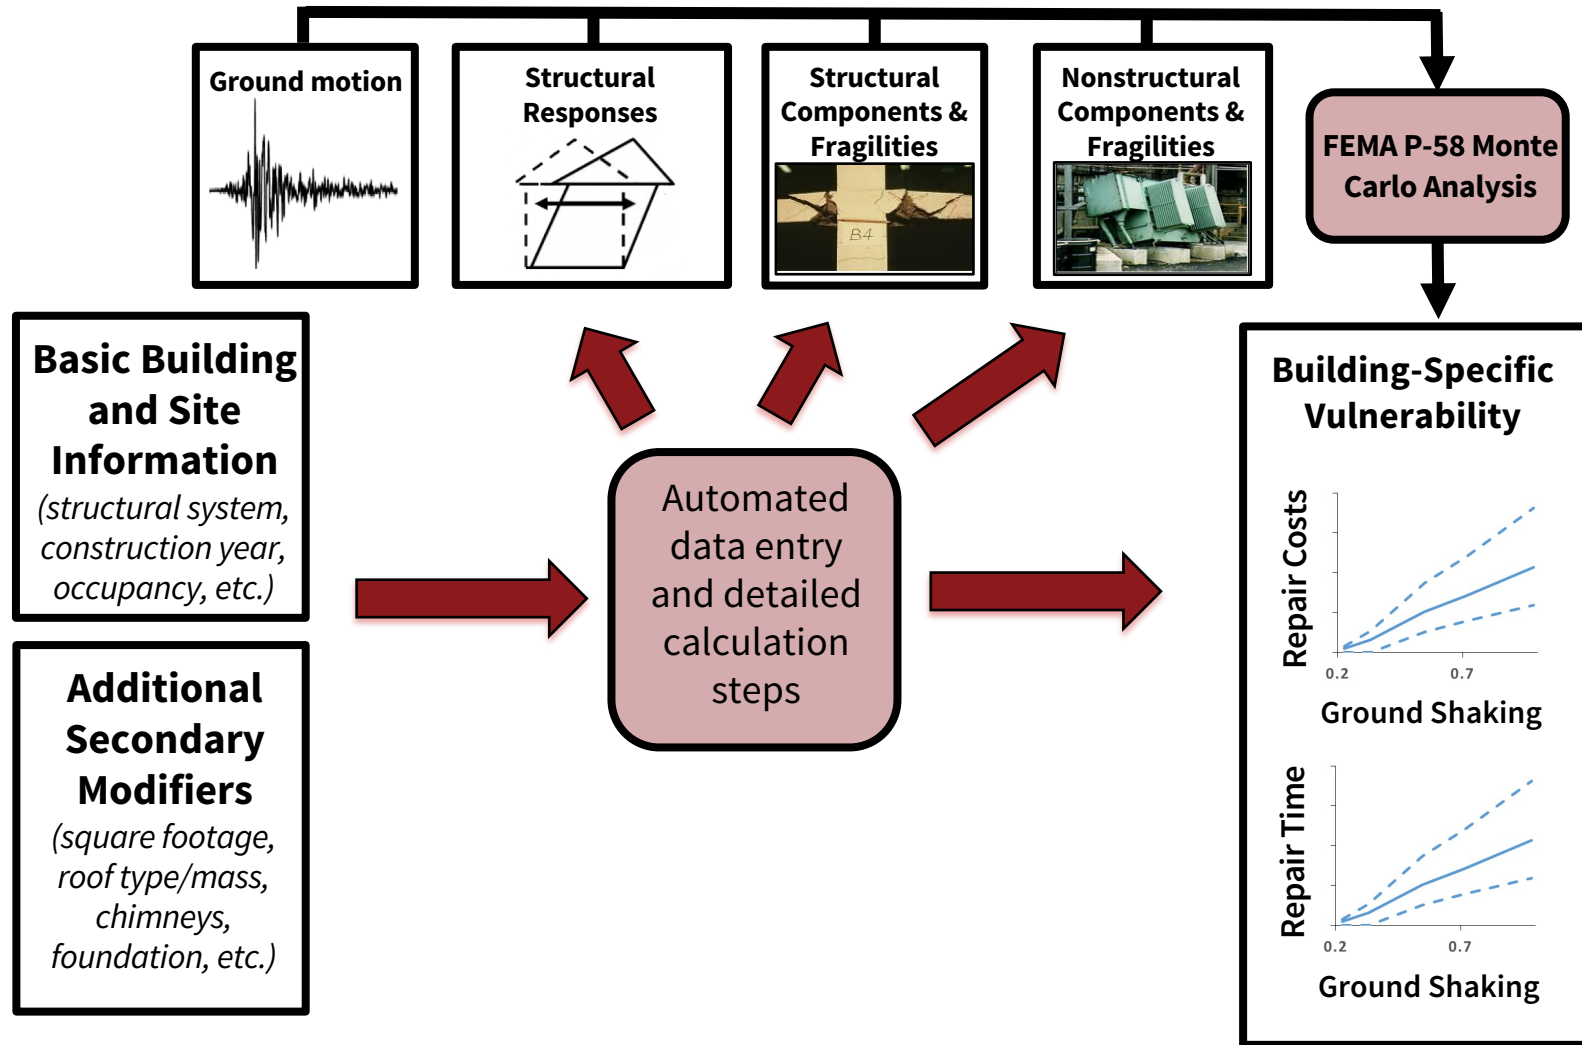 Ground motion
Structural
Responses
Structural
Components &
Fragilities
B4
Nonstructural
Components &
Fragilities
FEMA P-58 Monte
Carlo Analysis
Basic Building
and Site
Information
(structural system,
construction year,
occupancy, etc.)
Additional
Secondary
Modifiers
(square footage,
roof type/mass,
chimneys,
foundation, etc.)
Automated
data entry
and detailed
calculation
steps
Building-Specific
Vulnerability
Repair Costs
0.2 0.7
Ground Shaking
Repair Time
0.2 0.7
Ground Shaking